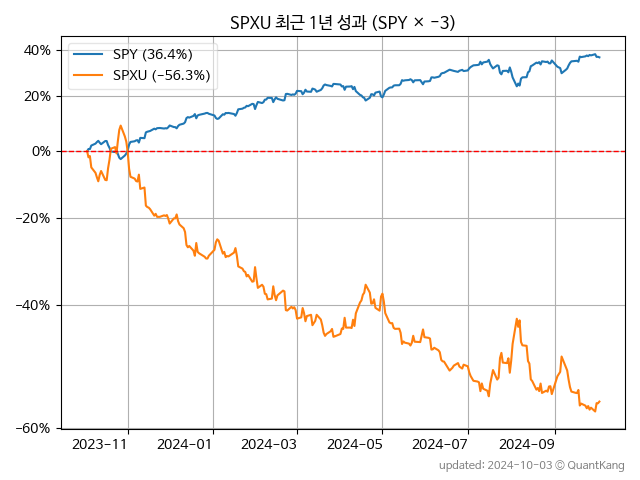 SPXU 최근 1년 성과 (SPY × −3)
SPY (36.4%)
SPXU (−56.3%)
40%
20%
0%
−20%
−40%
−60%
2023-11 2024-01 2024-03 2024-05 2024-07 2024-09
updated: 2024-10-03 © QuantKang